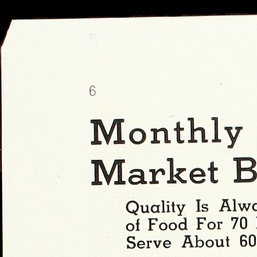 6
Monthly
Market B
Quality Is Alwa
of Food For 70
Serve About 60